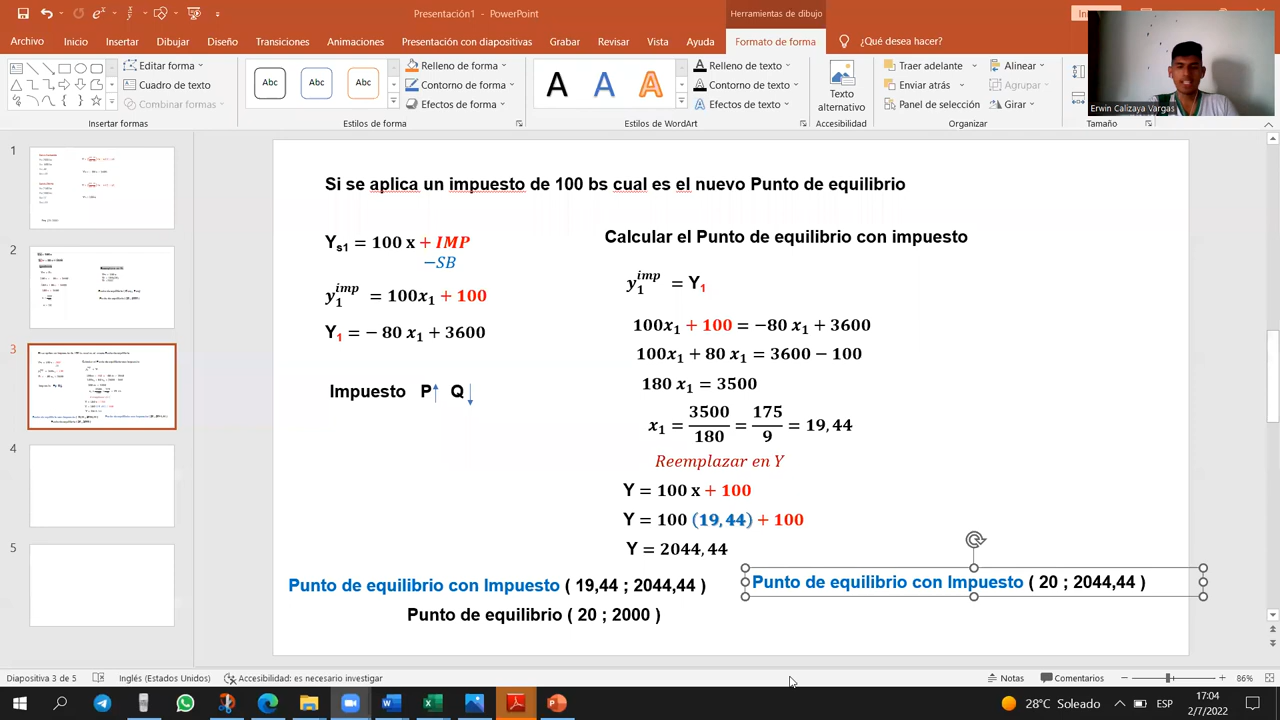 Presentación1 - PowerPoint
Herramientas de dibujo
Archivo Inicio Insertar Dibujar Diseño Transiciones Animaciones Presentación con diapositivas Grabar Revisar Vista Ayuda Formato de forma ¿Qué desea hacer?
Editar forma
Cuadro de texto
Combinar formas
Insertar formas
Abc Abc Abc
Relleno de forma
Contorno de forma
Efectos de forma
Estilos de forma
A A A
Relleno de texto
Contorno de texto
Efectos de texto
Estilos de WordArt
Texto alternativo
Accesibilidad
Traer adelante
Enviar atrás
Panel de selección
Alinear
Agrupar
Girar
Organizar
Tamaño
Erwin Calizaya Vargas
1
2
3
4
5
Si se aplica un impuesto de 100 bs cual es el nuevo Punto de equilibrio
Ys1 = 100 x + IMP
−SB
y₁^imp = 100x₁ + 100
Y₁ = − 80 x₁ + 3600
Impuesto P↑ Q↓
Calcular el Punto de equilibrio con impuesto
y₁^imp = Y₁
100x₁ + 100 = −80 x₁ + 3600
100x₁ + 80 x₁ = 3600 − 100
180 x₁ = 3500
x₁ = 3500/180 = 175/9 = 19,44
Reemplazar en Y
Y = 100 x + 100
Y = 100 (19,44) + 100
Y = 2044,44
Punto de equilibrio con Impuesto ( 19,44 ; 2044,44 )
Punto de equilibrio ( 20 ; 2000 )
Punto de equilibrio con Impuesto ( 20 ; 2044,44 )
Diapositiva 3 de 5 Inglés (Estados Unidos) Accesibilidad: es necesario investigar Notas Comentarios 86%
28°C Soleado ESP 17:04
2/7/2022